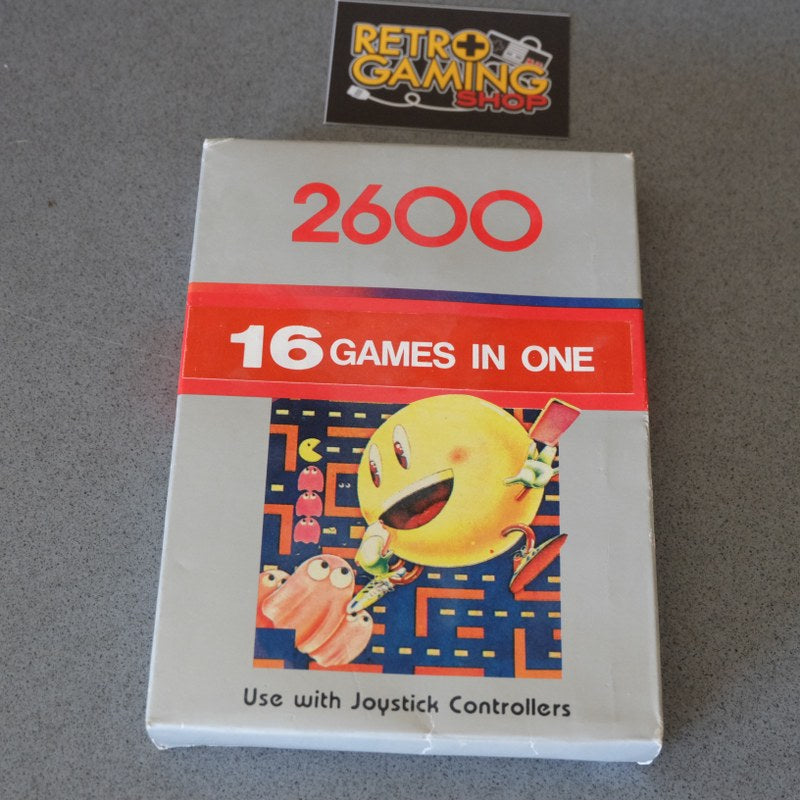 RETRO
GAMING
SHOP
2600
16 GAMES IN ONE
Use with Joystick Controllers